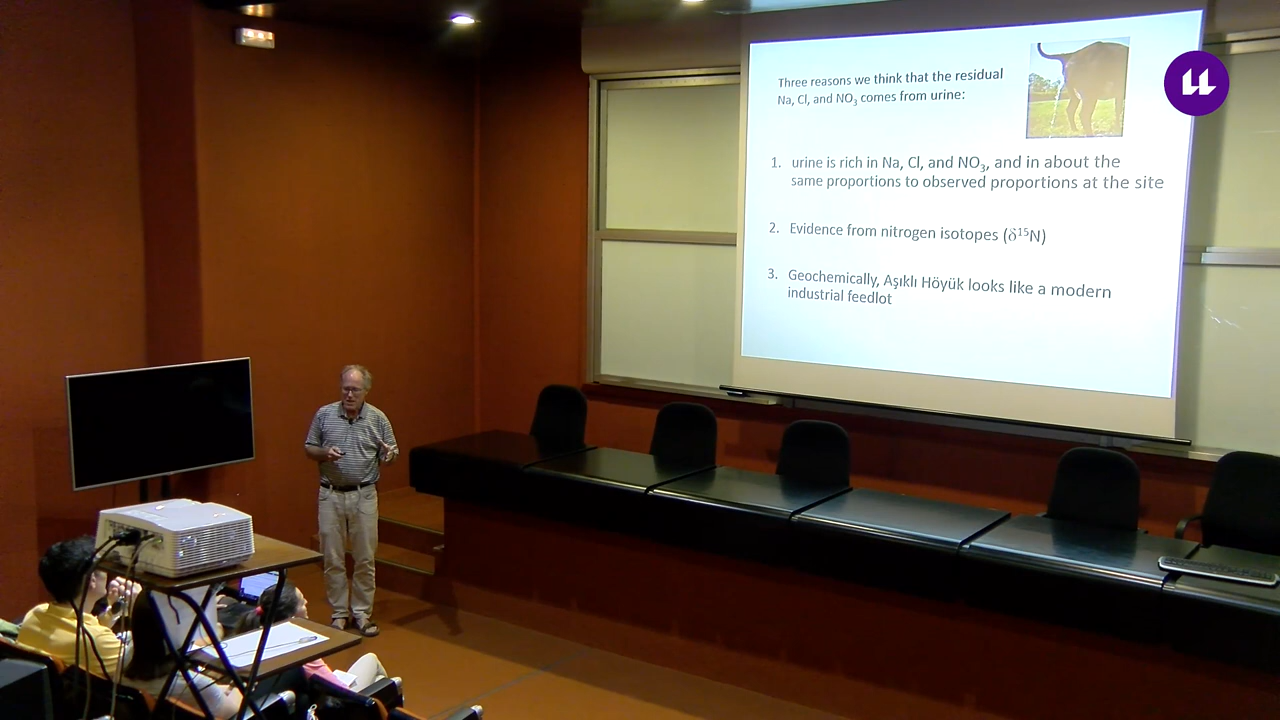 Three reasons we think that the residual
Na, Cl, and NO₃ comes from urine:
1. urine is rich in Na, Cl, and NO₃, and in about the
same proportions to observed proportions at the site
2. Evidence from nitrogen isotopes (δ¹⁵N)
3. Geochemically, Aşıklı Höyük looks like a modern
industrial feedlot